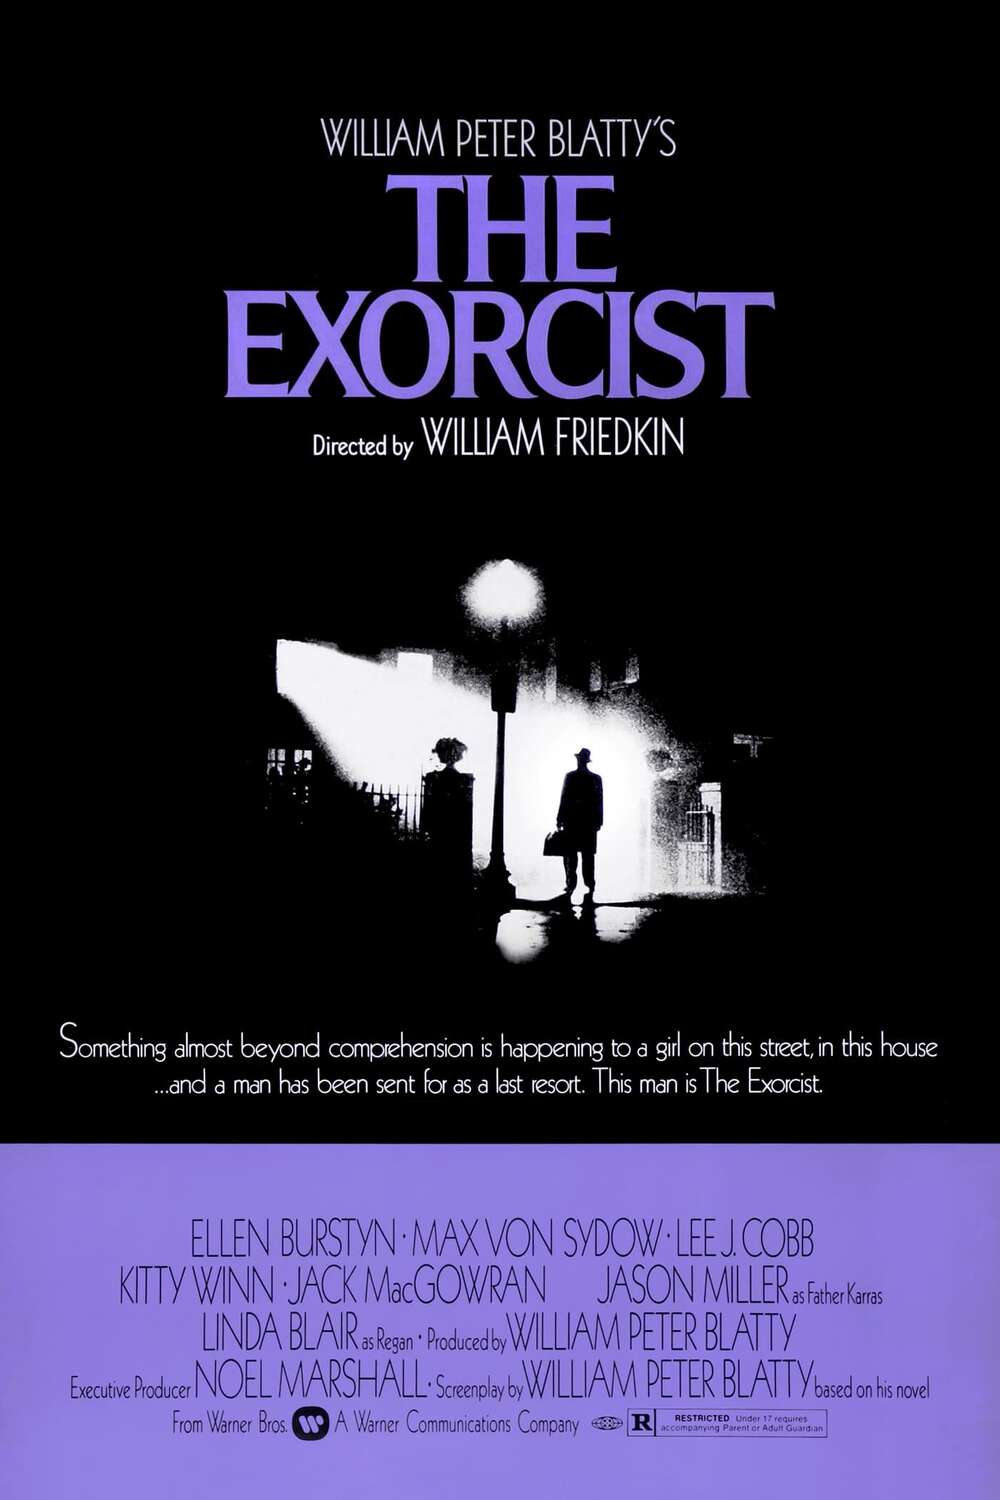 WILLIAM PETER BLATTY'S
THE
EXORCIST
Directed by WILLIAM FRIEDKIN
Something almost beyond comprehension is happening to a girl on this street, in this house
...and a man has been sent for as a last resort. This man is The Exorcist.
ELLEN BURSTYN · MAX VON SYDOW · LEE J. COBB
KITTY WINN · JACK MacGOWRAN JASON MILLER as Father Karras
LINDA BLAIR as Regan · Produced by WILLIAM PETER BLATTY
Executive Producer NOEL MARSHALL · Screenplay by WILLIAM PETER BLATTY based on his novel
From Warner Bros. A Warner Communications Company R RESTRICTED Under 17 requires
accompanying Parent or Adult Guardian